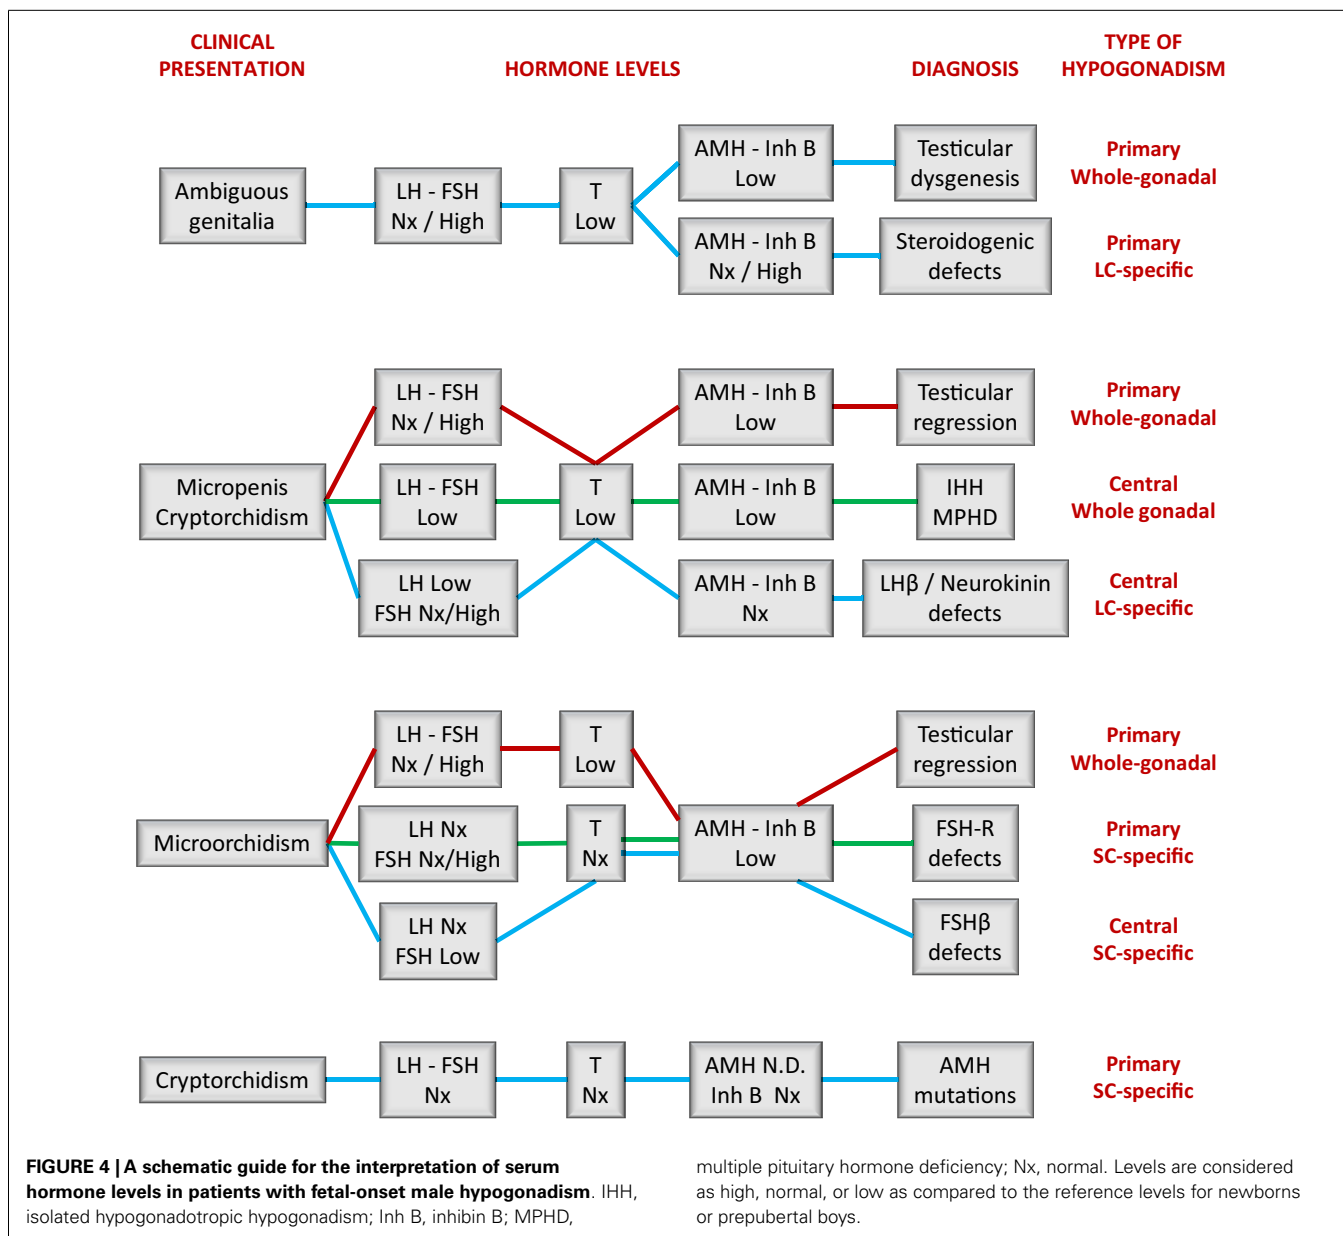 CLINICAL
PRESENTATION
HORMONE LEVELS
DIAGNOSIS
TYPE OF
HYPOGONADISM
Ambiguous
genitalia
LH - FSH
Nx / High
T
Low
AMH - Inh B
Low
Testicular
dysgenesis
Primary
Whole-gonadal
AMH - Inh B
Nx / High
Steroidogenic
defects
Primary
LC-specific
Micropenis
Cryptorchidism
LH - FSH
Nx / High
AMH - Inh B
Low
Testicular
regression
Primary
Whole-gonadal
LH - FSH
Low
T
Low
AMH - Inh B
Low
IHH
MPHD
Central
Whole gonadal
LH Low
FSH Nx/High
AMH - Inh B
Nx
LHβ / Neurokinin
defects
Central
LC-specific
Microorchidism
LH - FSH
Nx / High
T
Low
Testicular
regression
Primary
Whole-gonadal
LH Nx
FSH Nx/High
T
Nx
AMH - Inh B
Low
FSH-R
defects
Primary
SC-specific
LH Nx
FSH Low
FSHβ
defects
Central
SC-specific
Cryptorchidism
LH - FSH
Nx
T
Nx
AMH N.D.
Inh B Nx
AMH
mutations
Primary
SC-specific
FIGURE 4 | A schematic guide for the interpretation of serum
hormone levels in patients with fetal-onset male hypogonadism. IHH,
isolated hypogonadotropic hypogonadism; Inh B, inhibin B; MPHD,
multiple pituitary hormone deficiency; Nx, normal. Levels are considered
as high, normal, or low as compared to the reference levels for newborns
or prepubertal boys.